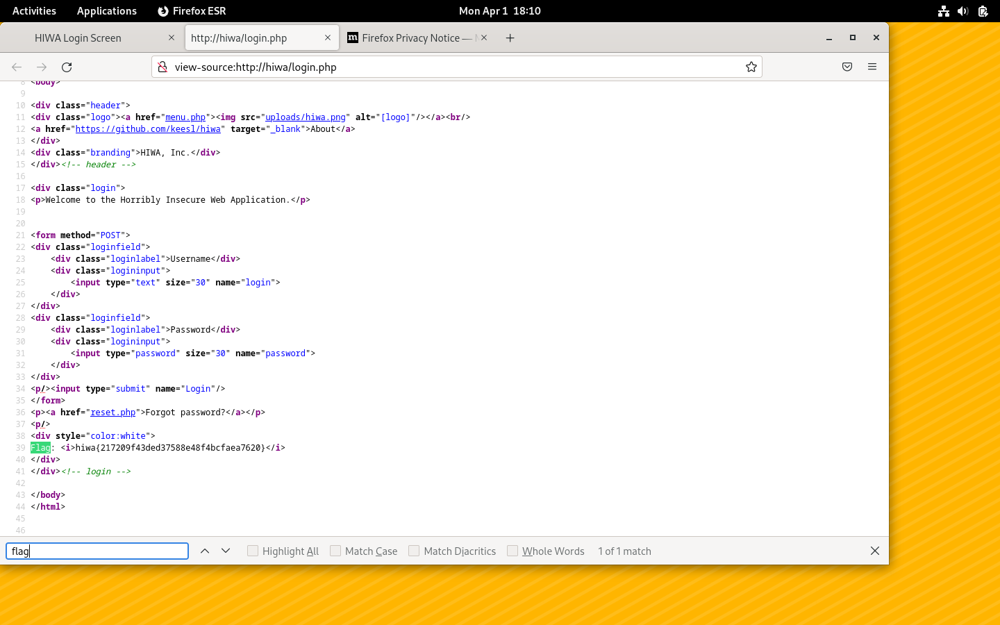 Activities Applications Firefox ESR Mon Apr 1 18:10
HIWA Login Screen http://hiwa/login.php Firefox Privacy Notice —
view-source:http://hiwa/login.php
8 <body>
9
10 <div class="header">
11 <div class="logo"><a href="menu.php"><img src="uploads/hiwa.png" alt="[logo]"/></a><br/>
12 <a href="https://github.com/keesl/hiwa" target="_blank">About</a>
13 </div>
14 <div class="branding">HIWA, Inc.</div>
15 </div><!-- header -->
16
17 <div class="login">
18 <p>Welcome to the Horribly Insecure Web Application.</p>
19
20
21 <form method="POST">
22 <div class="loginfield">
23     <div class="loginlabel">Username</div>
24     <div class="logininput">
25         <input type="text" size="30" name="login">
26     </div>
27 </div>
28 <div class="loginfield">
29     <div class="loginlabel">Password</div>
30     <div class="logininput">
31         <input type="password" size="30" name="password">
32     </div>
33 </div>
34 <p/><input type="submit" name="Login"/>
35 </form>
36 <p><a href="reset.php">Forgot password?</a></p>
37 <p/>
38 <div style="color:white">
39 Flag: <i>hiwa{217209f43ded37588e48f4bcfaea7620}</i>
40 </div>
41 </div><!-- login -->
42
43 </body>
44 </html>
45
46
flag Highlight All Match Case Match Diacritics Whole Words 1 of 1 match